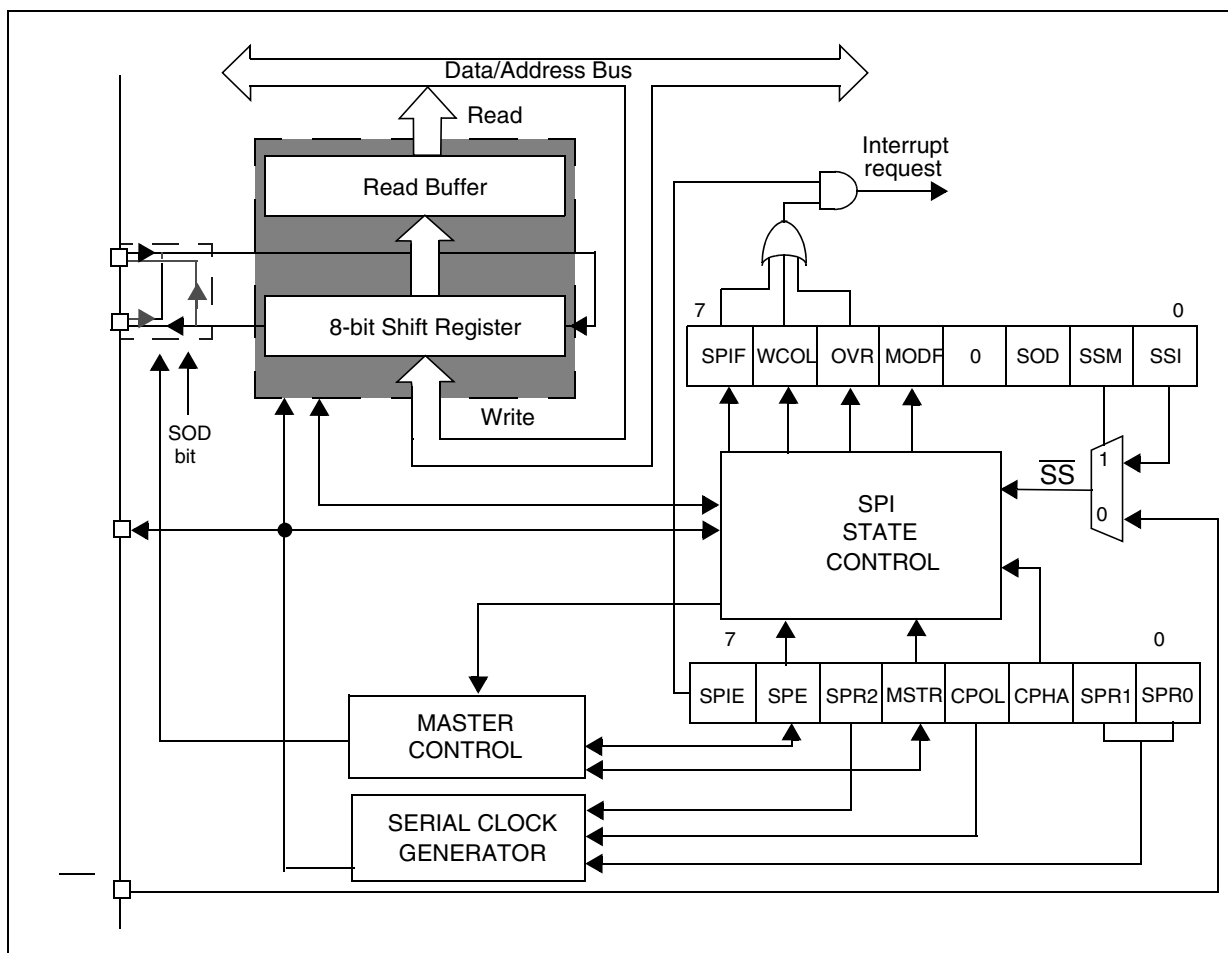 Data/Address Bus
Read
Read Buffer
8-bit Shift Register
Write
SOD
bit
Interrupt
request
7
0
SPIF WCOL OVR MODF 0 SOD SSM SSI
1
0
SS
SPI
STATE
CONTROL
7
0
SPIE SPE SPR2 MSTR CPOL CPHA SPR1 SPR0
MASTER
CONTROL
SERIAL CLOCK
GENERATOR